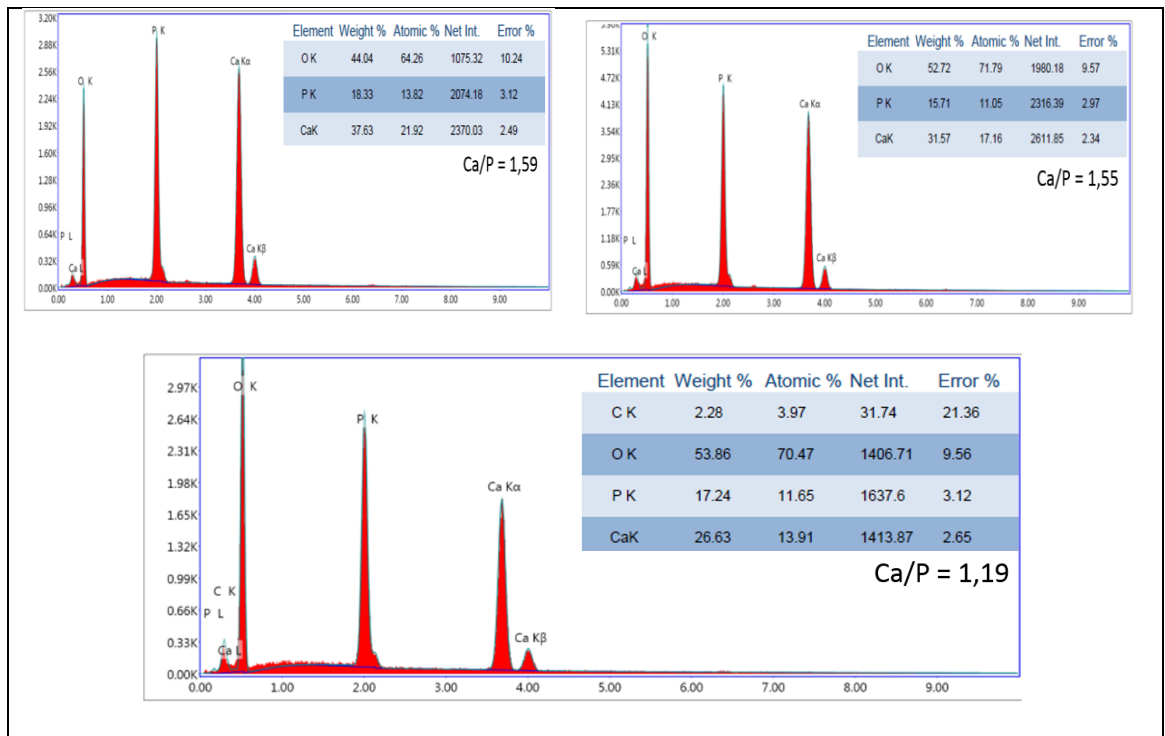 3.20K
2.88K
2.56K
2.24K
1.92K
1.60K
1.28K
0.96K
0.64K
0.32K
0.00K
P L
Ca L
O K
P K
Ca Kα
Ca Kβ
0.00 1.00 2.00 3.00 4.00 5.00 6.00 7.00 8.00 9.00
Element Weight % Atomic % Net Int. Error %
O K 44.04 64.26 1075.32 10.24
P K 18.33 13.82 2074.18 3.12
CaK 37.63 21.92 2370.03 2.49
Ca/P = 1,59
5.31K
4.72K
4.13K
3.54K
2.95K
2.36K
1.77K
1.18K
0.59K
0.00K
P L
Ca L
O K
P K
Ca Kα
Ca Kβ
0.00 1.00 2.00 3.00 4.00 5.00 6.00 7.00 8.00 9.00
Element Weight % Atomic % Net Int. Error %
O K 52.72 71.79 1980.18 9.57
P K 15.71 11.05 2316.39 2.97
CaK 31.57 17.16 2611.85 2.34
Ca/P = 1,55
2.97K
2.64K
2.31K
1.98K
1.65K
1.32K
0.99K
0.66K
0.33K
0.00K
C K
P L
Ca L
O K
P K
Ca Kα
Ca Kβ
0.00 1.00 2.00 3.00 4.00 5.00 6.00 7.00 8.00 9.00
Element Weight % Atomic % Net Int. Error %
C K 2.28 3.97 31.74 21.36
O K 53.86 70.47 1406.71 9.56
P K 17.24 11.65 1637.6 3.12
CaK 26.63 13.91 1413.87 2.65
Ca/P = 1,19